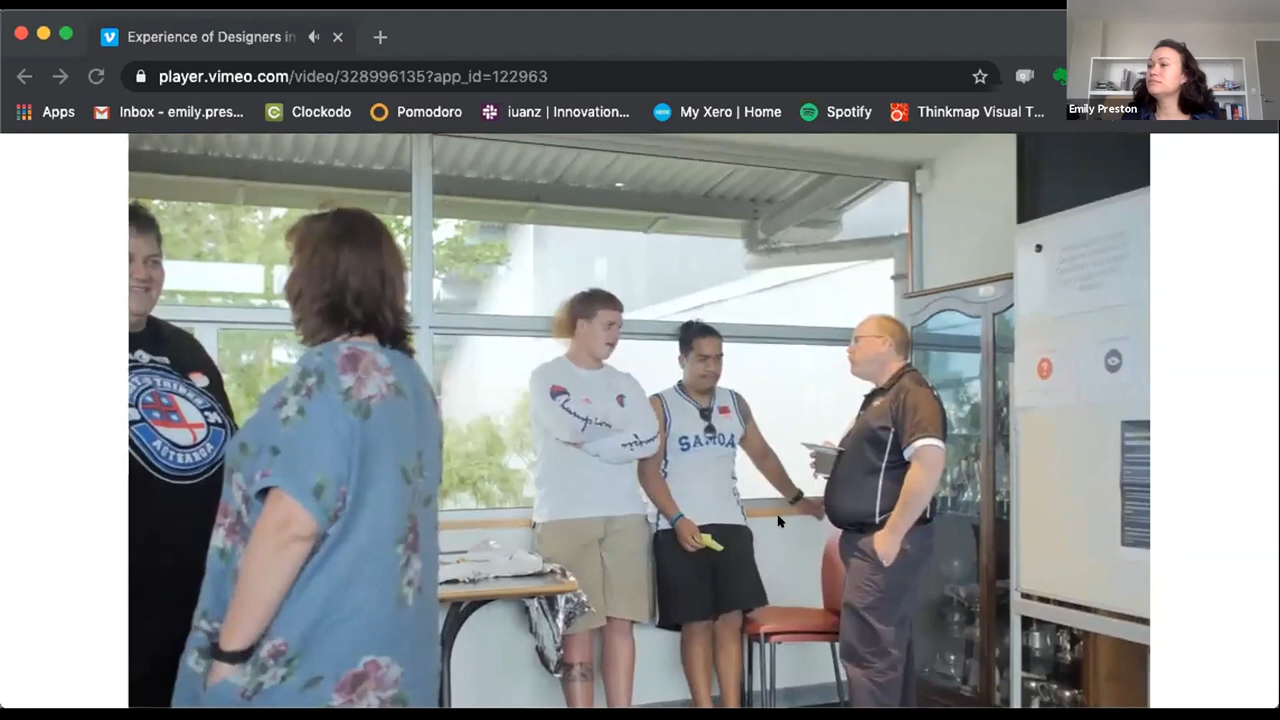 Experience of Designers in
player.vimeo.com/video/328996135?app_id=122963
Apps
Inbox - emily.pres...
Clockodo
Pomodoro
iuanz | Innovation...
My Xero | Home
Spotify
Thinkmap Visual T...
Emily Preston
AOTEAROA
Champion
SAMOA